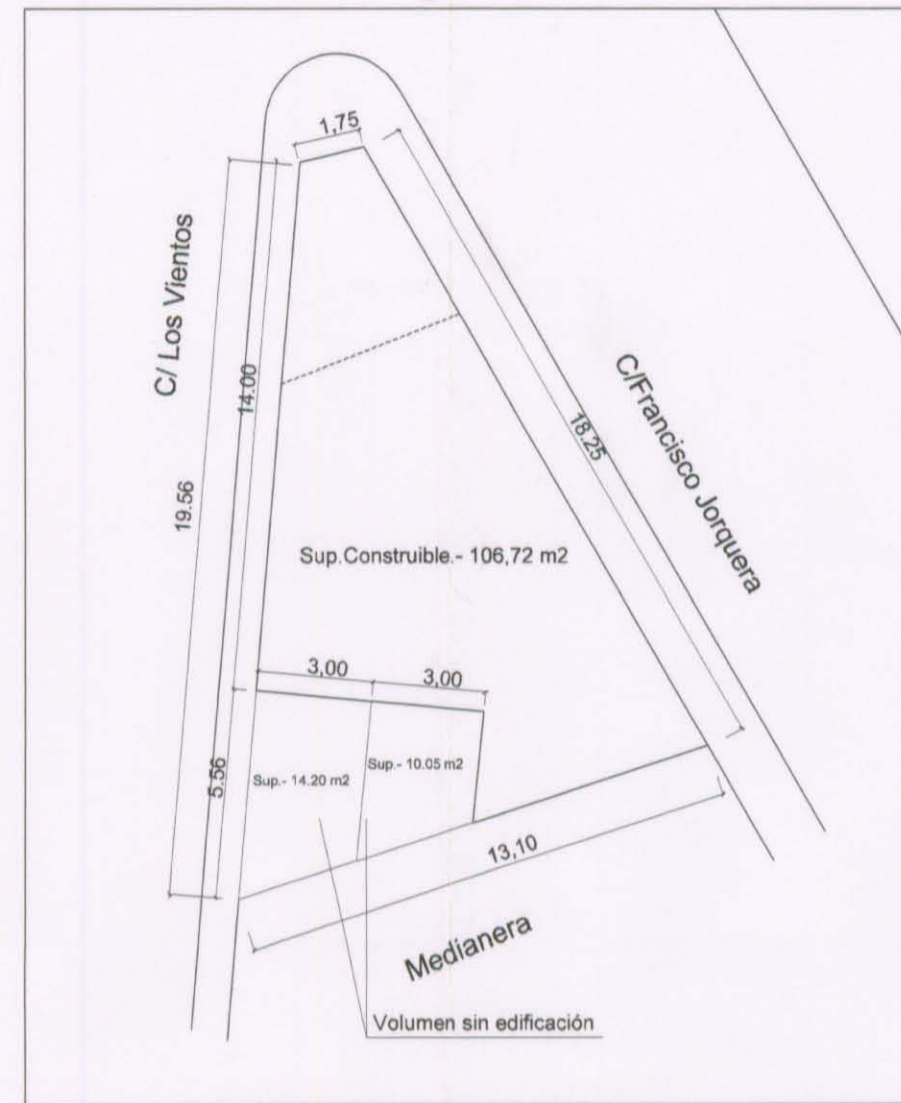 1,75
C/ Los Vientos
14.00
19.56
18.25
C/Francisco Jorquera
Sup.Construible.- 106,72 m2
3,00
3,00
5.56
Sup.- 14.20 m2
Sup.- 10.05 m2
13,10
Medianera
Volumen sin edificación